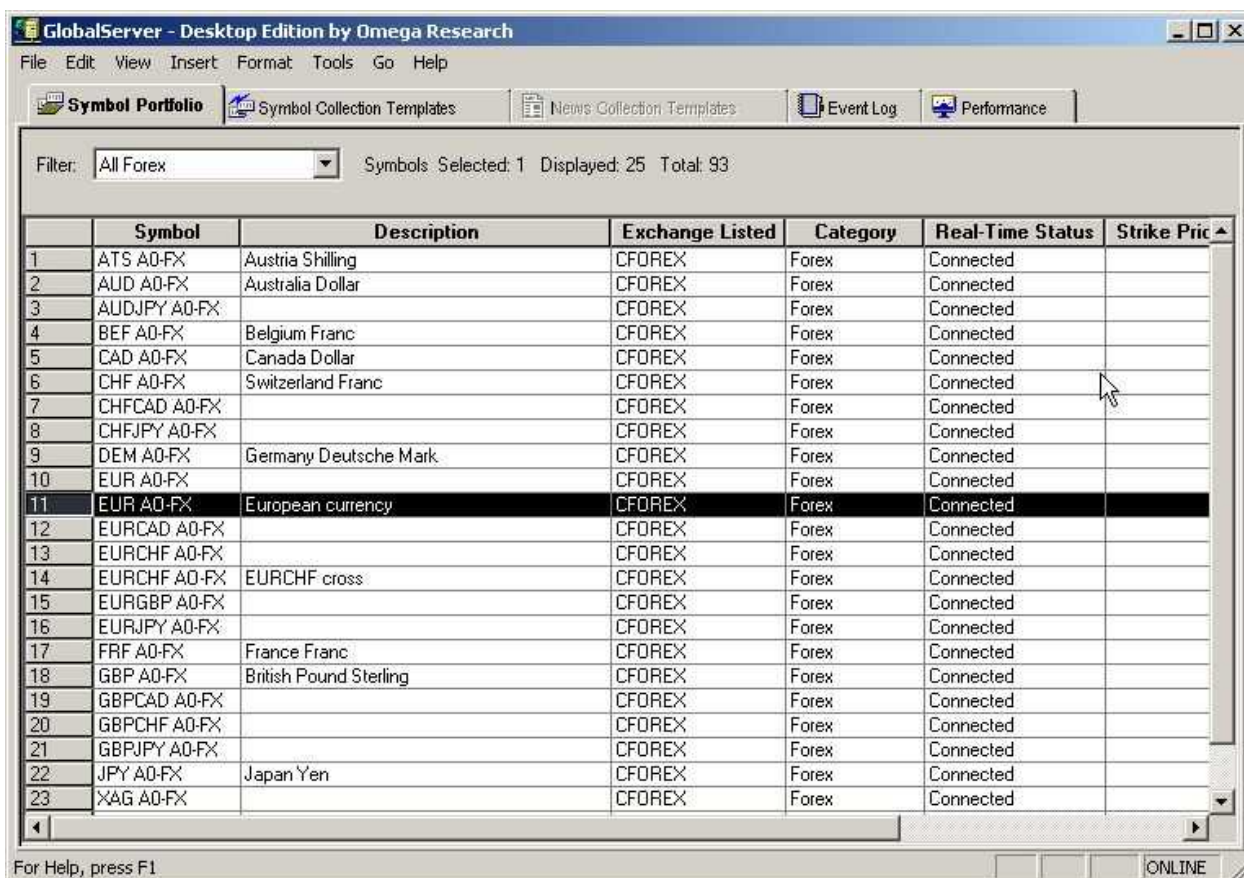 GlobalServer - Desktop Edition by Omega Research
File Edit View Insert Format Tools Go Help
Symbol Portfolio Symbol Collection Templates News Collection Templates Event Log Performance
Filter: All Forex Symbols Selected: 1 Displayed: 25 Total: 93
Symbol Description Exchange Listed Category Real-Time Status Strike Pric
1 ATS A0-FX Austria Shilling CFOREX Forex Connected
2 AUD A0-FX Australia Dollar CFOREX Forex Connected
3 AUDJPY A0-FX CFOREX Forex Connected
4 BEF A0-FX Belgium Franc CFOREX Forex Connected
5 CAD A0-FX Canada Dollar CFOREX Forex Connected
6 CHF A0-FX Switzerland Franc CFOREX Forex Connected
7 CHFCAD A0-FX CFOREX Forex Connected
8 CHFJPY A0-FX CFOREX Forex Connected
9 DEM A0-FX Germany Deutsche Mark CFOREX Forex Connected
10 EUR A0-FX CFOREX Forex Connected
11 EUR A0-FX European currency CFOREX Forex Connected
12 EURCAD A0-FX CFOREX Forex Connected
13 EURCHF A0-FX CFOREX Forex Connected
14 EURCHF A0-FX EURCHF cross CFOREX Forex Connected
15 EURGBP A0-FX CFOREX Forex Connected
16 EURJPY A0-FX CFOREX Forex Connected
17 FRF A0-FX France Franc CFOREX Forex Connected
18 GBP A0-FX British Pound Sterling CFOREX Forex Connected
19 GBPCAD A0-FX CFOREX Forex Connected
20 GBPCHF A0-FX CFOREX Forex Connected
21 GBPJPY A0-FX CFOREX Forex Connected
22 JPY A0-FX Japan Yen CFOREX Forex Connected
23 XAG A0-FX CFOREX Forex Connected
For Help, press F1 ONLINE